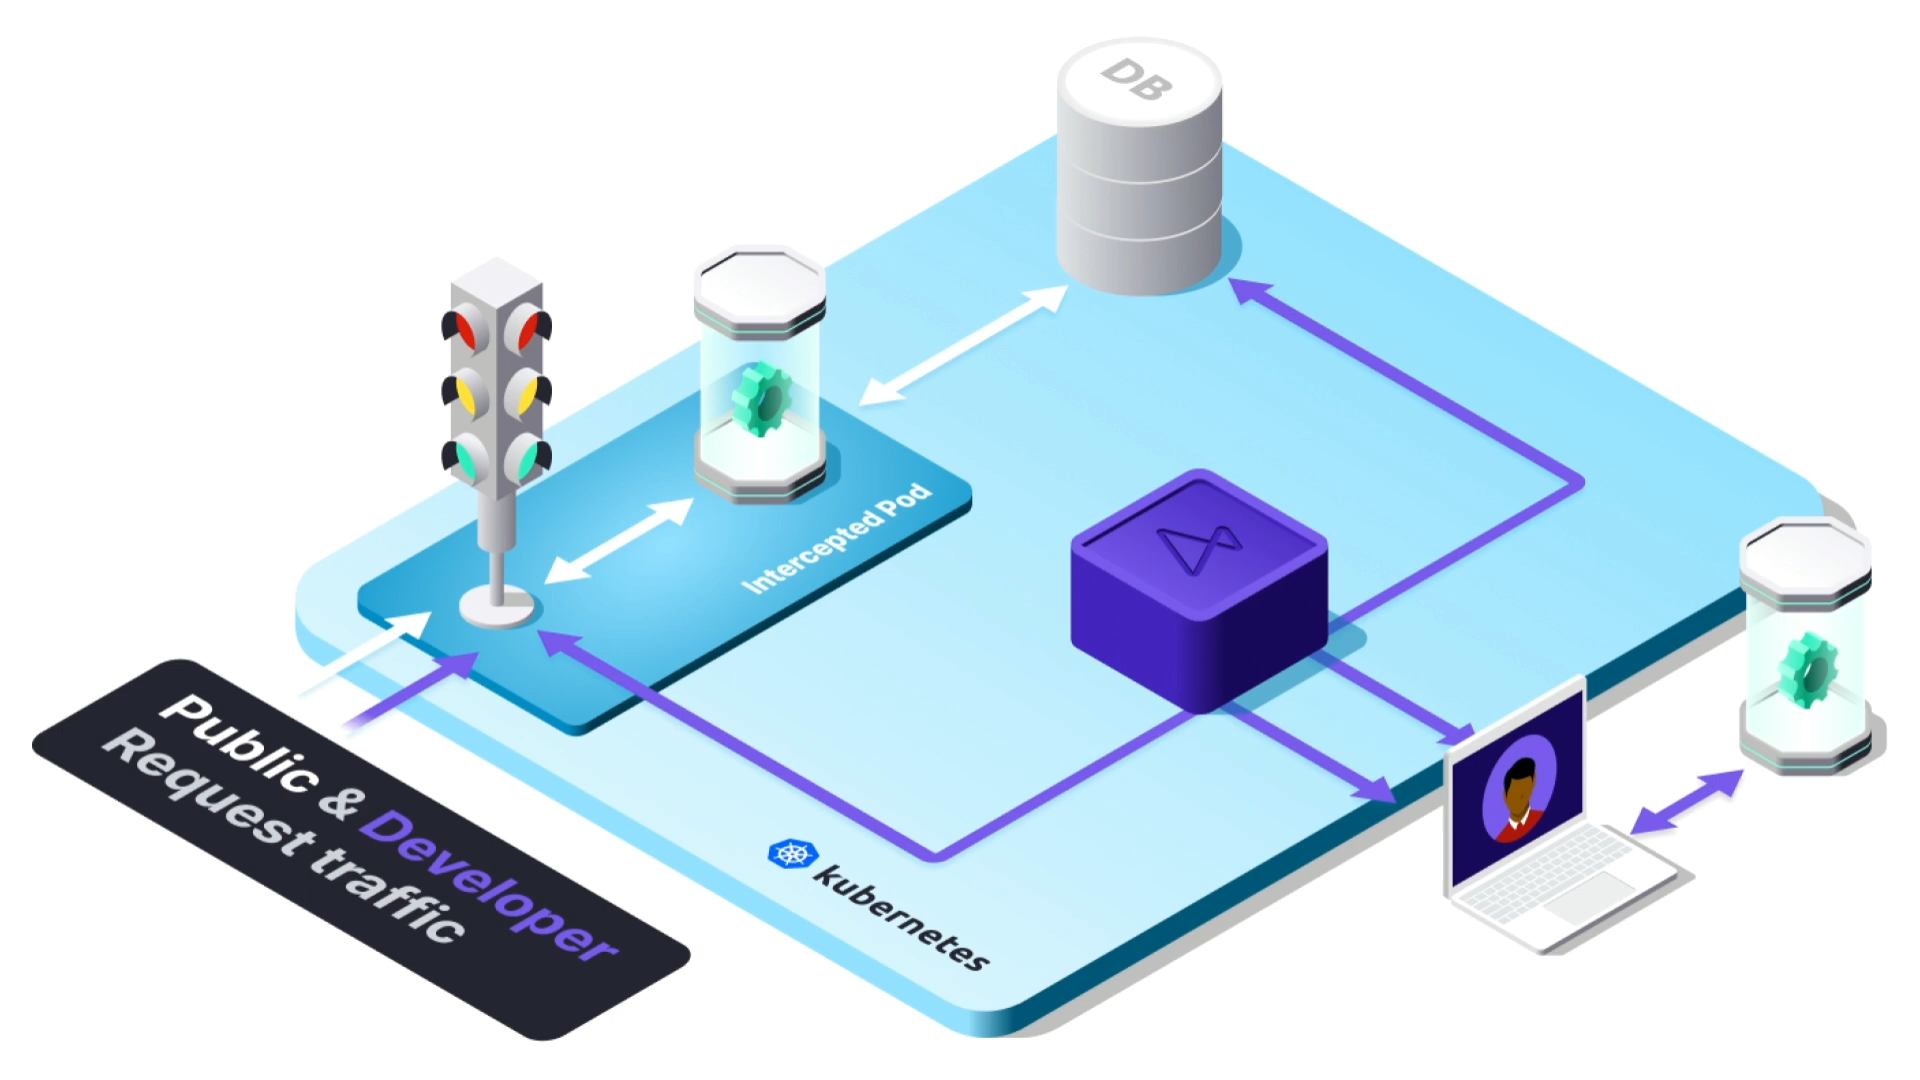 DB
Intercepted Pod
Public & Developer
Request traffic
kubernetes